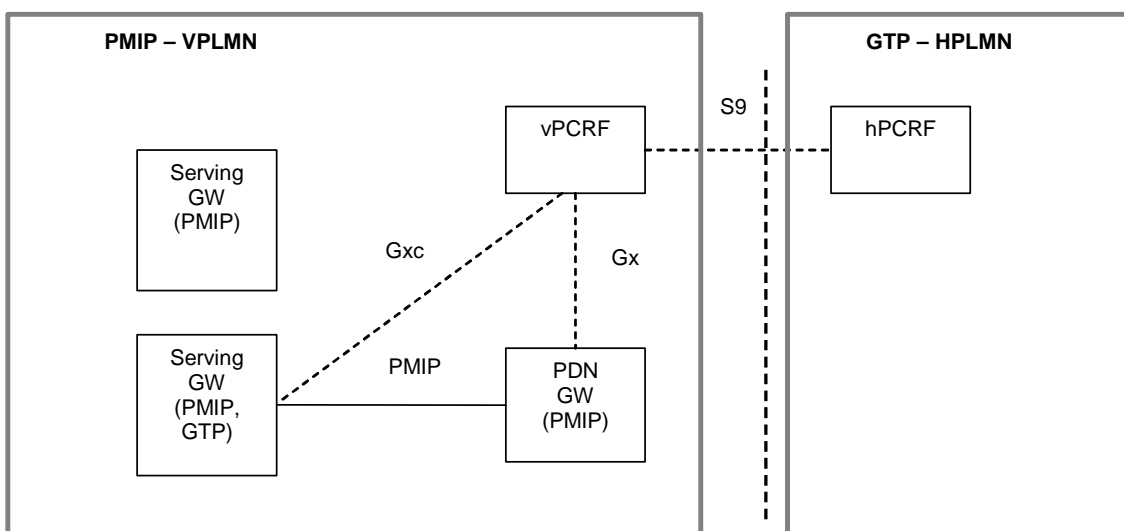 PMIP – VPLMN
GTP – HPLMN
S9
vPCRF
hPCRF
Serving
GW
(PMIP)
Gxc
Gx
Serving
GW
(PMIP,
GTP)
PMIP
PDN
GW
(PMIP)